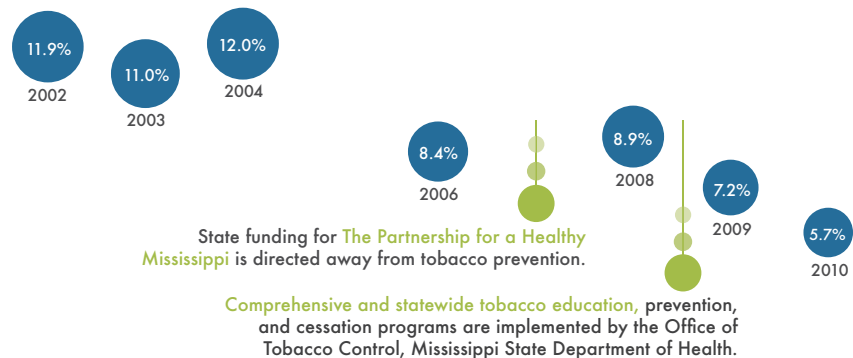 11.9%
2002
11.0%
2003
12.0%
2004
8.4%
2006
8.9%
2008
7.2%
2009
5.7%
2010
State funding for The Partnership for a Healthy
Mississippi is directed away from tobacco prevention.
Comprehensive and statewide tobacco education, prevention,
and cessation programs are implemented by the Office of
Tobacco Control, Mississippi State Department of Health.